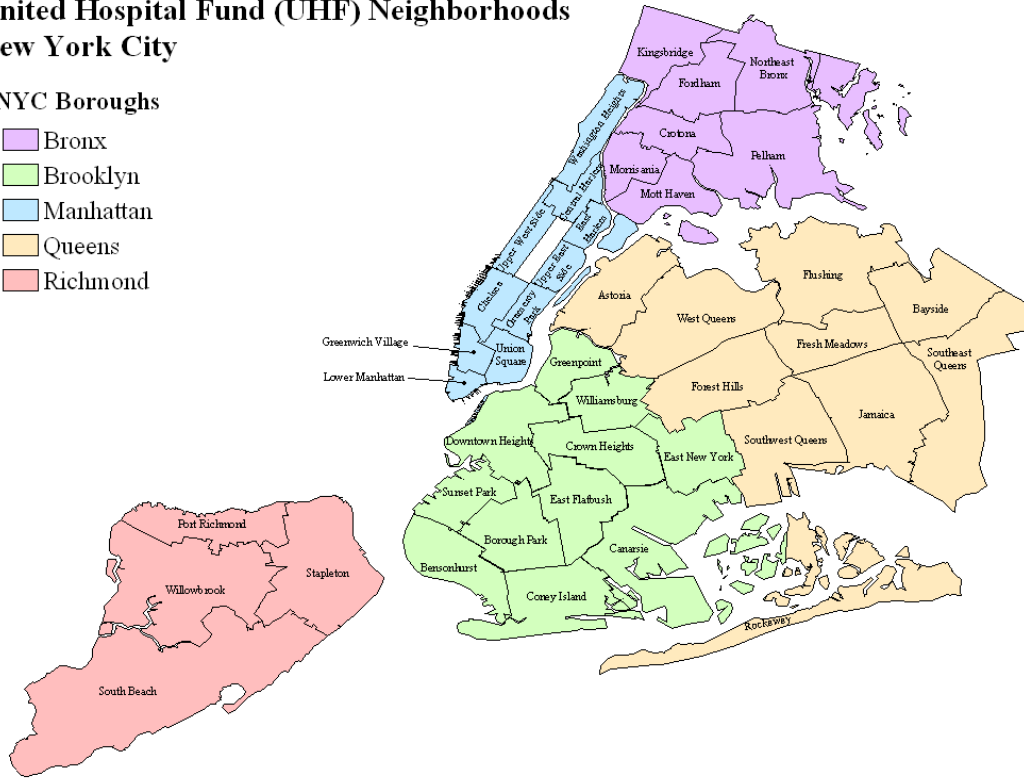 nited Hospital Fund (UHF) Neighborhoods
ew York City
NYC Boroughs
Bronx
Brooklyn
Manhattan
Queens
Richmond
Kingsbridge
Northeast
Bronx
Fordham
Washington Heights
Crotona
Pelham
Morrisania
Mott Haven
Central Harlem
East
Harlem
Upper West Side
Upper East
Side
Chelsea
Gramercy
Park
Greenwich Village
Union
Square
Lower Manhattan
Flushing
Astoria
Bayside
West Queens
Fresh Meadows
Southeast
Queens
Forest Hills
Jamaica
Southwest Queens
Greenpoint
Williamsburg
Downtown Heights
Crown Heights
East New York
Sunset Park
East Flatbush
Borough Park
Canarsie
Bensonhurst
Coney Island
Rockaway
Port Richmond
Stapleton
Willowbrook
South Beach